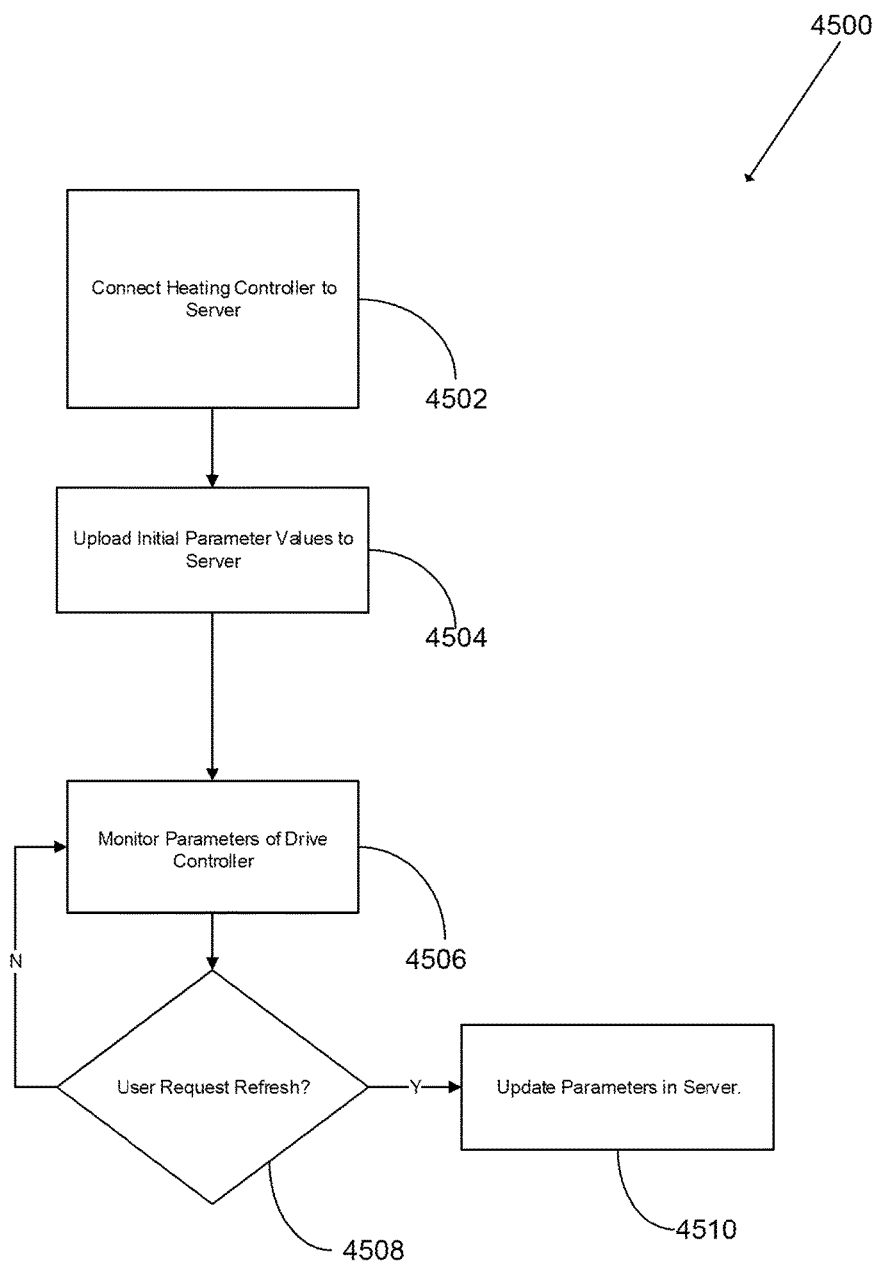 4500
Connect Heating Controller to
Server
4502
Upload Initial Parameter Values to
Server
4504
Monitor Parameters of Drive
Controller
4506
N
User Request Refresh?
Y
Update Parameters in Server.
4508
4510